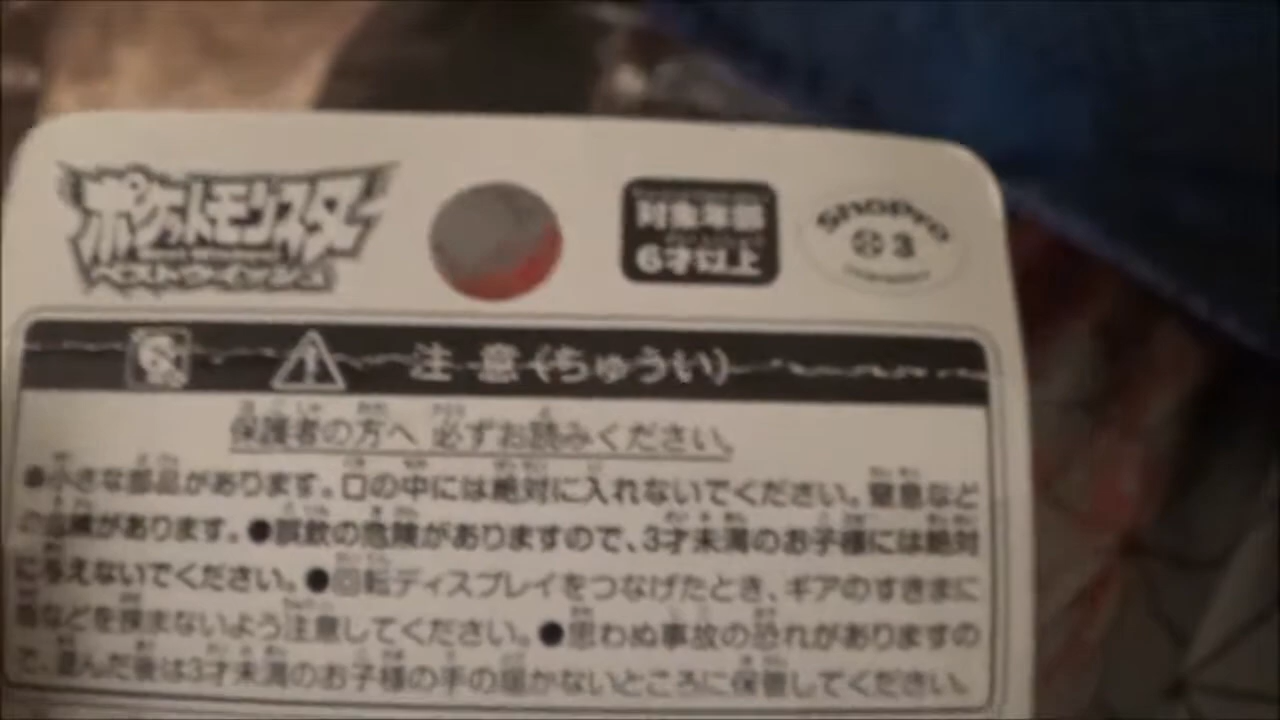 ポケットモンスター
ベストウイッシュ
対象年齢
6才以上
ShoPro
3
注意(ちゅうい)
保護者の方へ 必ずお読みください。
●小さな部品があります。口の中には絶対に入れないでください。窒息など
の危険があります。●誤飲の危険がありますので、3才未満のお子様には絶対
に与えないでください。●回転ディスプレイをつなげたとき、ギアのすきまに
指などを挟まないよう注意してください。●思わぬ事故の恐れがありますの
で、遊んだ後は3才未満のお子様の手の届かないところに保管してください。